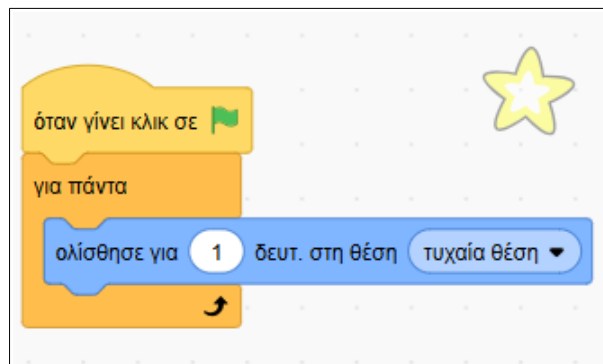 όταν γίνει κλικ σε
για πάντα
ολίσθησε για 1 δευτ. στη θέση τυχαία θέση